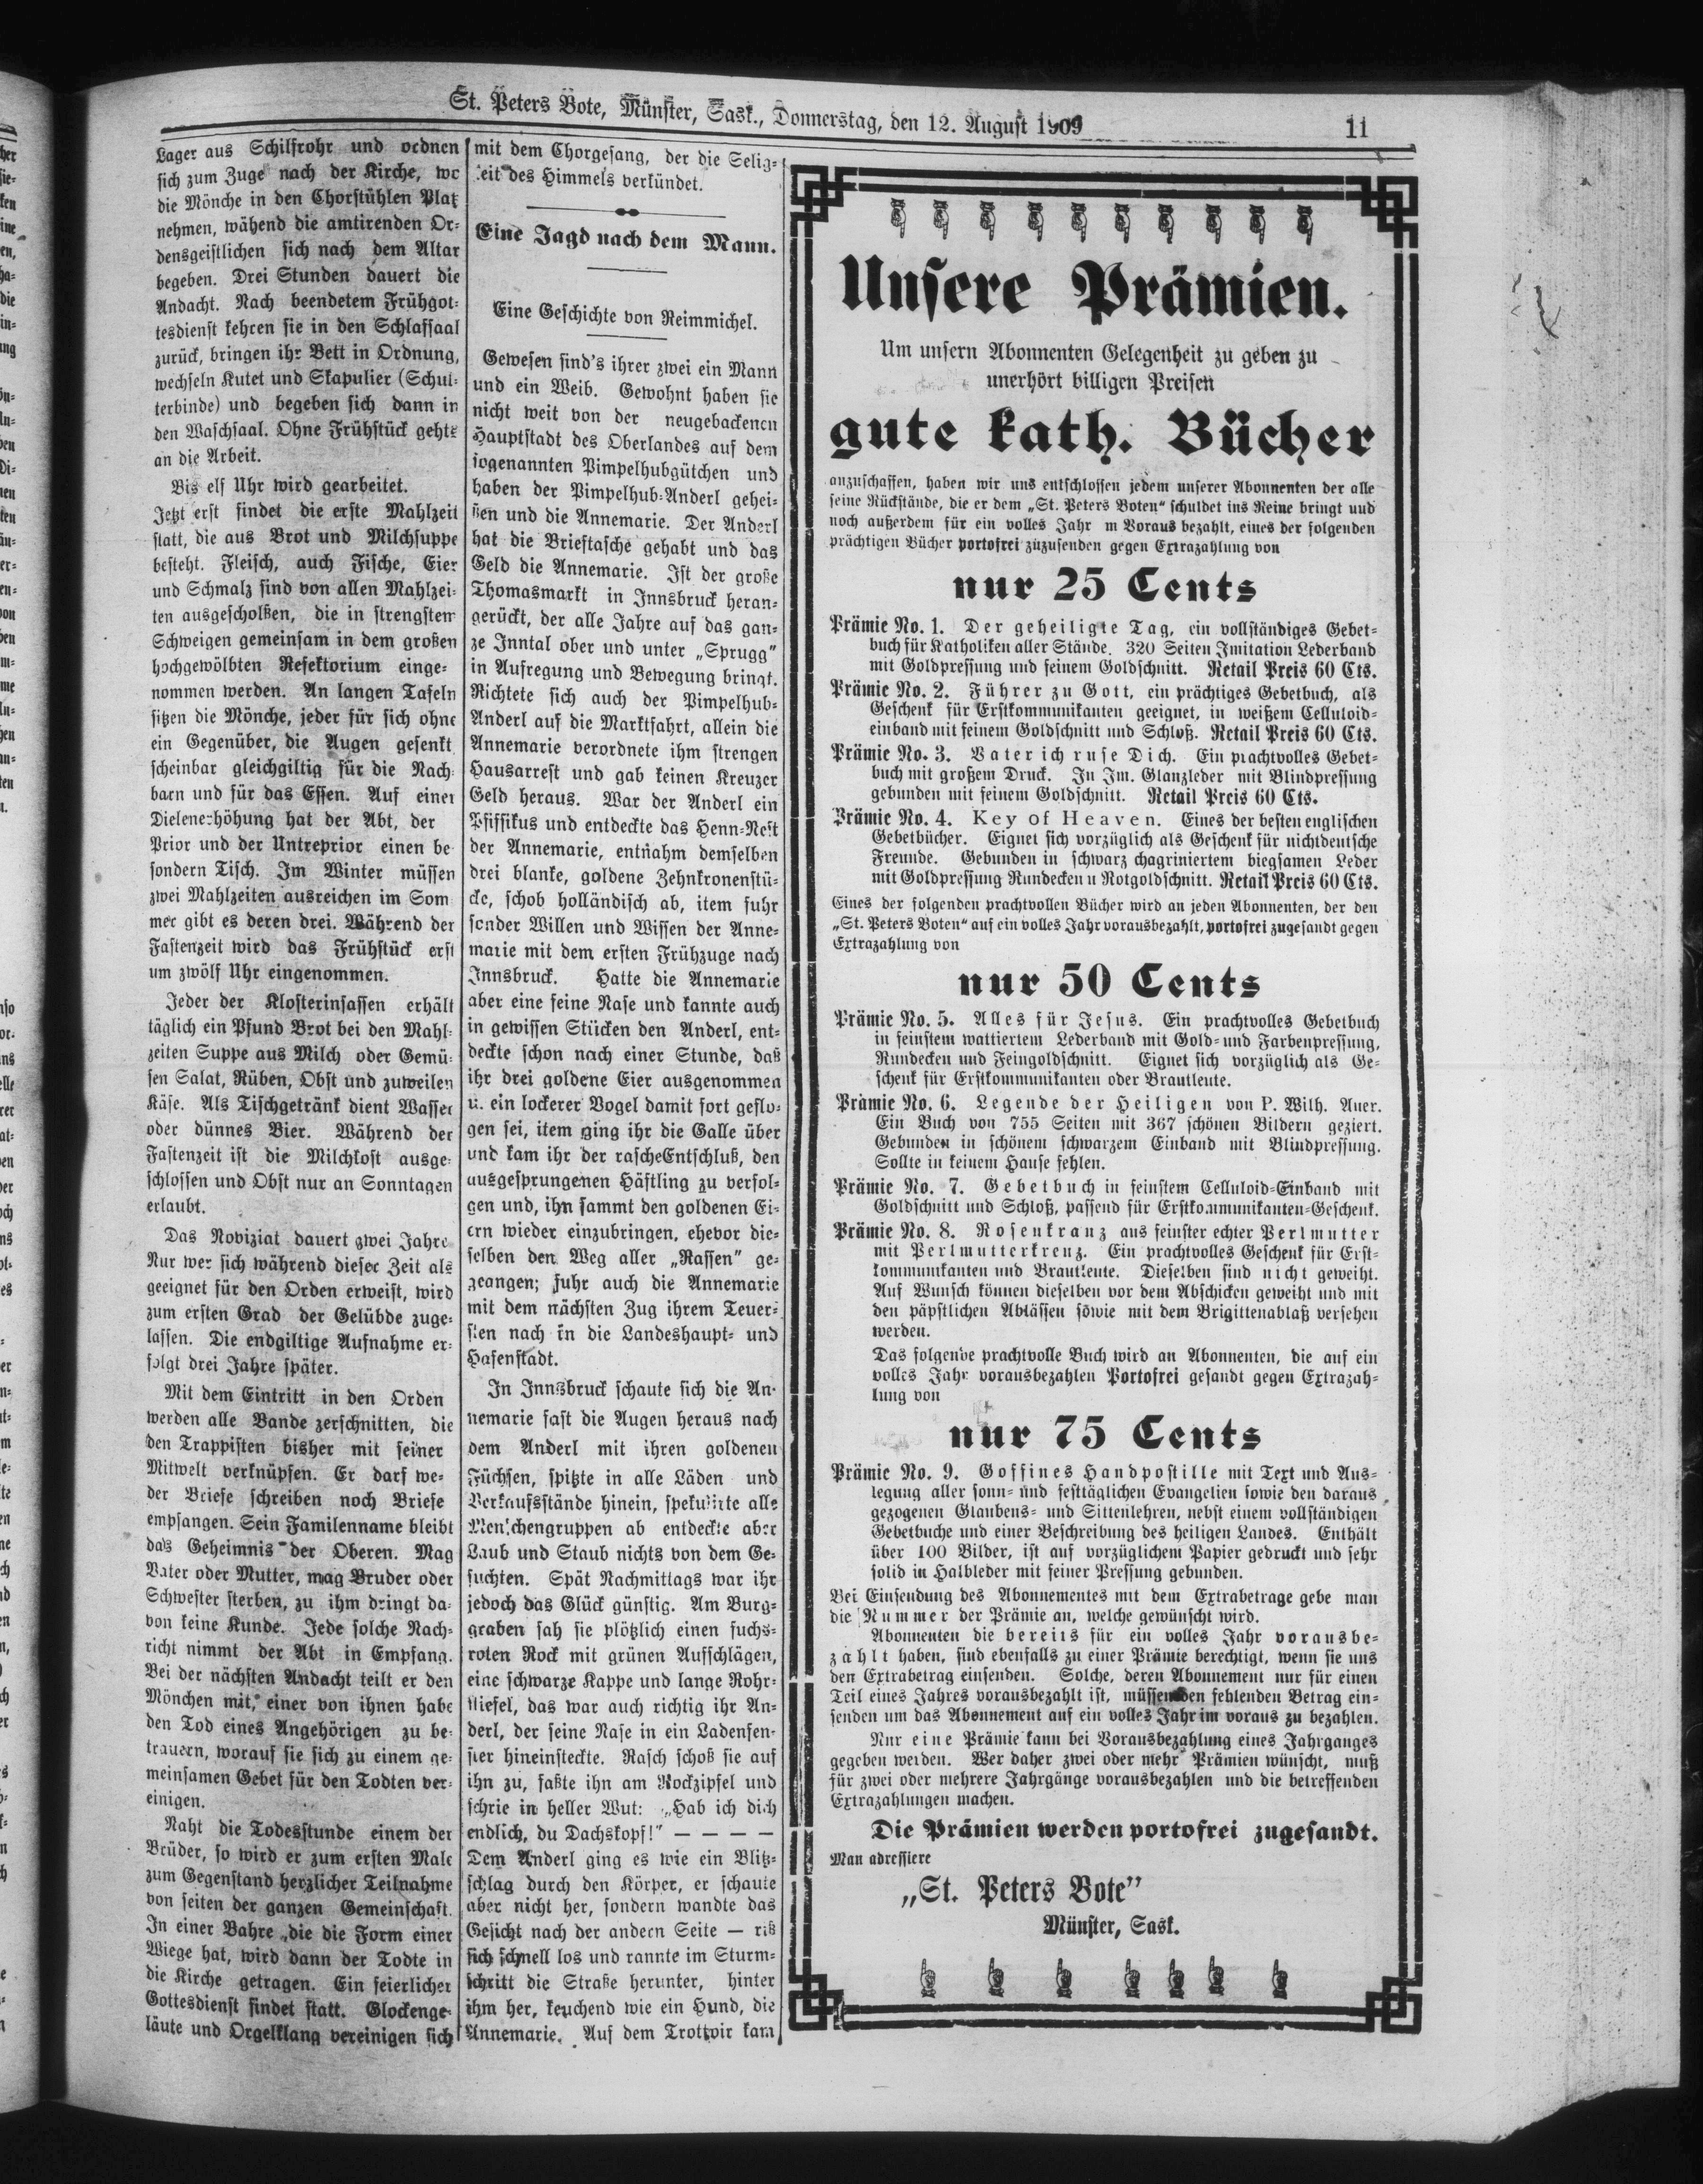 St. Peters Bote, Münster, Sask., Donnerstag, den 12. August 1909
11
Lager aus Schilfrohr und ordnen
sich zum Zuge nach der Kirche, wo
die Mönche in den Chorstühlen Platz
nehmen, wähend die amtirenden Or-
densgeistlichen sich nach dem Altar
begeben. Drei Stunden dauert die
Andacht. Nach beendetem Frühgot-
tesdienst kehren sie in den Schlafsaal
zurück, bringen ihr Bett in Ordnung,
wechseln Kutet und Skapulier (Schul-
terbinde) und begeben sich dann in
den Waschsaal. Ohne Frühstück gehts
an die Arbeit.
Bis elf Uhr wird gearbeitet.
Jetzt erst findet die erste Mahlzeit
statt, die aus Brot und Milchsuppe
besteht. Fleisch, auch Fische, Eier
und Schmalz sind von allen Mahlzei-
ten ausgescholßen, die in strengstem
Schweigen gemeinsam in dem großen
hochgewölbten Refektorium einge-
nommen werden. An langen Tafeln
sitzen die Mönche, jeder für sich ohne
ein Gegenüber, die Augen gesenkt
scheinbar gleichgiltig für die Nach-
barn und für das Essen. Auf einer
Dielenerhöhung hat der Abt, der
Prior und der Untreprior einen be
sondern Tisch. Im Winter müssen
zwei Mahlzeiten ausreichen im Som
mer gibt es deren drei. Während der
Fastenzeit wird das Frühstück erst
um zwölf Uhr eingenommen.
Jeder der Klosterinsassen erhält
täglich ein Pfund Brot bei den Mahl-
zeiten Suppe aus Milch oder Gemü-
sen Salat, Rüben, Obst und zuweilen
Käse. Als Tischgetränk dient Wasser
oder dünnes Bier. Während der
Fastenzeit ist die Milchkost ausge-
schlossen und Obst nur an Sonntagen
erlaubt.
Das Noviziat dauert zwei Jahre
Nur wer sich während dieser Zeit als
geeignet für den Orden erweist, wird
zum ersten Grad der Gelübde zuge-
lassen. Die endgiltige Aufnahme er-
folgt drei Jahre später.
Mit dem Eintritt in den Orden
werden alle Bande zerschnitten, die
den Trappisten bisher mit seiner
Mitwelt verknüpfen. Er darf we-
der Briefe schreiben noch Briefe
empfangen. Sein Familenname bleibt
das Geheimnis der Oberen. Mag
Vater oder Mutter, mag Bruder oder
Schwester sterben, zu ihm dringt da-
von keine Kunde. Jede solche Nach-
richt nimmt der Abt in Empfang.
Bei der nächsten Andacht teilt er den
Mönchen mit, einer von ihnen habe
den Tod eines Angehörigen zu be-
trauern, worauf sie sich zu einem ge-
meinsamen Gebet für den Todten ver-
einigen.
Naht die Todesstunde einem der
Brüder, so wird er zum ersten Male
zum Gegenstand herzlicher Teilnahme
von seiten der ganzen Gemeinschaft.
In einer Bahre „die die Form einer
Wiege hat, wird dann der Todte in
die Kirche getragen. Ein feierlicher
Gottesdienst findet statt. Glockenge-
läute und Orgelklang vereinigen sich
mit dem Chorgesang, der die Selig-
keit des Himmels verkündet.
Eine Jagd nach dem Mann.
Eine Geschichte von Reimmichel.
Gewesen sind's ihrer zwei ein Mann
und ein Weib. Gewohnt haben sie
nicht weit von der neugebackenen
Hauptstadt des Oberlandes auf dem
sogenannten Pimpelhubgütchen und
haben der Pimpelhub-Anderl gehei-
ßen und die Annemarie. Der Anderl
hat die Brieftasche gehabt und das
Geld die Annemarie. Ist der große
Thomasmarkt in Innsbruck heran-
gerückt, der alle Jahre auf das gan-
ze Inntal ober und unter „Sprugg"
in Aufregung und Bewegung bringt.
Richtete sich auch der Pimpelhub-
Anderl auf die Marktfahrt, allein die
Annemarie verordnete ihm strengen
Hausarrest und gab keinen Kreuzer
Geld heraus. War der Anderl ein
Pfiffikus und entdeckte das Henn-Nest
der Annemarie, entnahm demselben
drei blanke, goldene Zehnkronenstü-
cke, schob holländisch ab, item fuhr
sonder Willen und Wissen der Anne-
marie mit dem ersten Frühzuge nach
Innsbruck. Hatte die Annemarie
aber eine feine Nase und kannte auch
in gewissen Stücken den Anderl, ent-
deckte schon nach einer Stunde, daß
ihr drei goldene Eier ausgenommen
u. ein lockerer Vogel damit fort geflo-
gen sei, item ging ihr die Galle über
und kam ihr der rascheEntschluß, den
ausgesprungenen Häftling zu verfol-
gen und, ihn sammt den goldenen Ei-
ern wieder einzubringen, ehevor die-
selben den Weg aller „Rassen" ge-
geangen; fuhr auch die Annemarie
mit dem nächsten Zug ihrem Teuer-
sten nach in die Landeshaupt- und
Hafenstadt.
In Innsbruck schaute sich die An-
nemarie fast die Augen heraus nach
dem Anderl mit ihren goldenen
Füchsen, spitzte in alle Läden und
Verkaufsstände hinein, spekulirte alle
Menschengruppen ab entdeckte aber
Laub und Staub nichts von dem Ge-
suchten. Spät Nachmittags war ihr
jedoch das Glück günstig. Am Burg-
graben sah sie plötzlich einen fuchs-
roten Rock mit grünen Aufschlägen,
eine schwarze Kappe und lange Rohr-
stiefel, das war auch richtig ihr An-
derl, der seine Nase in ein Ladenfen-
ster hineinsteckte. Rasch schoß sie auf
ihn zu, faßte ihn am Rockzipfel und
schrie in heller Wut: „Hab ich dich
endlich, du Dachskopf!" — — — —
Dem Anderl ging es wie ein Blitz-
schlag durch den Körper, er schaute
aber nicht her, sondern wandte das
Gesicht nach der andern Seite — riß
sich schnell los und rannte im Sturm-
schritt die Straße herunter, hinter
ihm her, keuchend wie ein Hund, die
Annemarie. Auf dem Trottoir kam
Unsere Prämien.
Um unsern Abonnenten Gelegenheit zu geben zu
unerhört billigen Preisen
gute kath. Bücher
anzuschaffen, haben wir uns entschlossen jedem unserer Abonnenten der alle
seine Rückstände, die er dem „St. Peters Boten" schuldet ins Reine bringt und
noch außerdem für ein volles Jahr m Voraus bezahlt, eines der folgenden
prächtigen Bücher portofrei zuzusenden gegen Extrazahlung von
nur 25 Cents
Prämie No. 1. Der geheiligte Tag, ein vollständiges Gebet-
buch für Katholiken aller Stände. 320 Seiten Imitation Lederband
mit Goldpressung und feinem Goldschnitt. Retail Preis 60 Cts.
Prämie No. 2. Führer zu Gott, ein prächtiges Gebetbuch, als
Geschenk für Erstkommunikanten geeignet, in weißem Celluloid-
einband mit feinem Goldschnitt und Schloß. Retail Preis 60 Cts.
Prämie No. 3. Vater ich rufe Dich. Ein prachtvolles Gebet-
buch mit großem Druck. In Im. Glanzleder mit Blindpressung
gebunden mit feinem Goldschnitt. Retail Preis 60 Cts.
Prämie No. 4. Key of Heaven. Eines der besten englischen
Gebetbücher. Eignet sich vorzüglich als Geschenk für nichtdeutsche
Freunde. Gebunden in schwarz chagriniertem biegsamen Leder
mit Goldpressung Rundecken u Rotgoldschnitt. Retail Preis 60 Cts.
Eines der folgenden prachtvollen Bücher wird an jeden Abonnenten, der den
„St. Peters Boten" auf ein volles Jahr vorausbezahlt, portofrei zugesandt gegen
Extrazahlung von
nur 50 Cents
Prämie No. 5. Alles für Jesus. Ein prachtvolles Gebetbuch
in feinstem wattiertem Lederband mit Gold- und Farbenpressung,
Rundecken und Feingoldschnitt. Eignet sich vorzüglich als Ge-
schenk für Erstkommunikanten oder Brautleute.
Prämie No. 6. Legende der Heiligen von P. Wilh. Auer.
Ein Buch von 755 Seiten mit 367 schönen Bildern geziert.
Gebunden in schönem schwarzem Einband mit Blindpressung.
Sollte in keinem Hause fehlen.
Prämie No. 7. Gebetbuch in feinstem Celluloid-Einband mit
Goldschnitt und Schloß, passend für Erstkommunikanten-Geschenk.
Prämie No. 8. Rosenkranz aus feinster echter Perlmutter
mit Perlmutterkreuz. Ein prachtvolles Geschenk für Erst-
kommunikanten und Brautleute. Dieselben sind nicht geweiht.
Auf Wunsch können dieselben vor dem Abschicken geweiht und mit
den päpstlichen Ablässen sowie mit dem Brigittenablaß versehen
werden.
Das folgende prachtvolle Buch wird an Abonnenten, die auf ein
volles Jahr vorausbezahlen Portofrei gesandt gegen Extrazah-
lung von
nur 75 Cents
Prämie No. 9. Goffines Handpostille mit Text und Aus-
legung aller sonn- und festtäglichen Evangelien sowie den daraus
gezogenen Glaubens- und Sittenlehren, nebst einem vollständigen
Gebetbuche und einer Beschreibung des heiligen Landes. Enthält
über 100 Bilder, ist auf vorzüglichem Papier gedruckt und sehr
solid in Halbleder mit feiner Pressung gebunden.
Bei Einsendung des Abonnementes mit dem Extrabetrage gebe man
die Nummer der Prämie an, welche gewünscht wird.
Abonnenten die bereits für ein volles Jahr vorausbe-
zahlt haben, sind ebenfalls zu einer Prämie berechtigt, wenn sie uns
den Extrabetrag einsenden. Solche, deren Abonnement nur für einen
Teil eines Jahres vorausbezahlt ist, müssen den fehlenden Betrag ein-
senden um das Abonnement auf ein volles Jahr im voraus zu bezahlen.
Nur eine Prämie kann bei Vorausbezahlung eines Jahrganges
gegeben werden. Wer daher zwei oder mehr Prämien wünscht, muß
für zwei oder mehrere Jahrgänge vorausbezahlen und die betreffenden
Extrazahlungen machen.
Die Prämien werden portofrei zugesandt.
Man adressiere
„St. Peters Bote"
Münster, Sask.